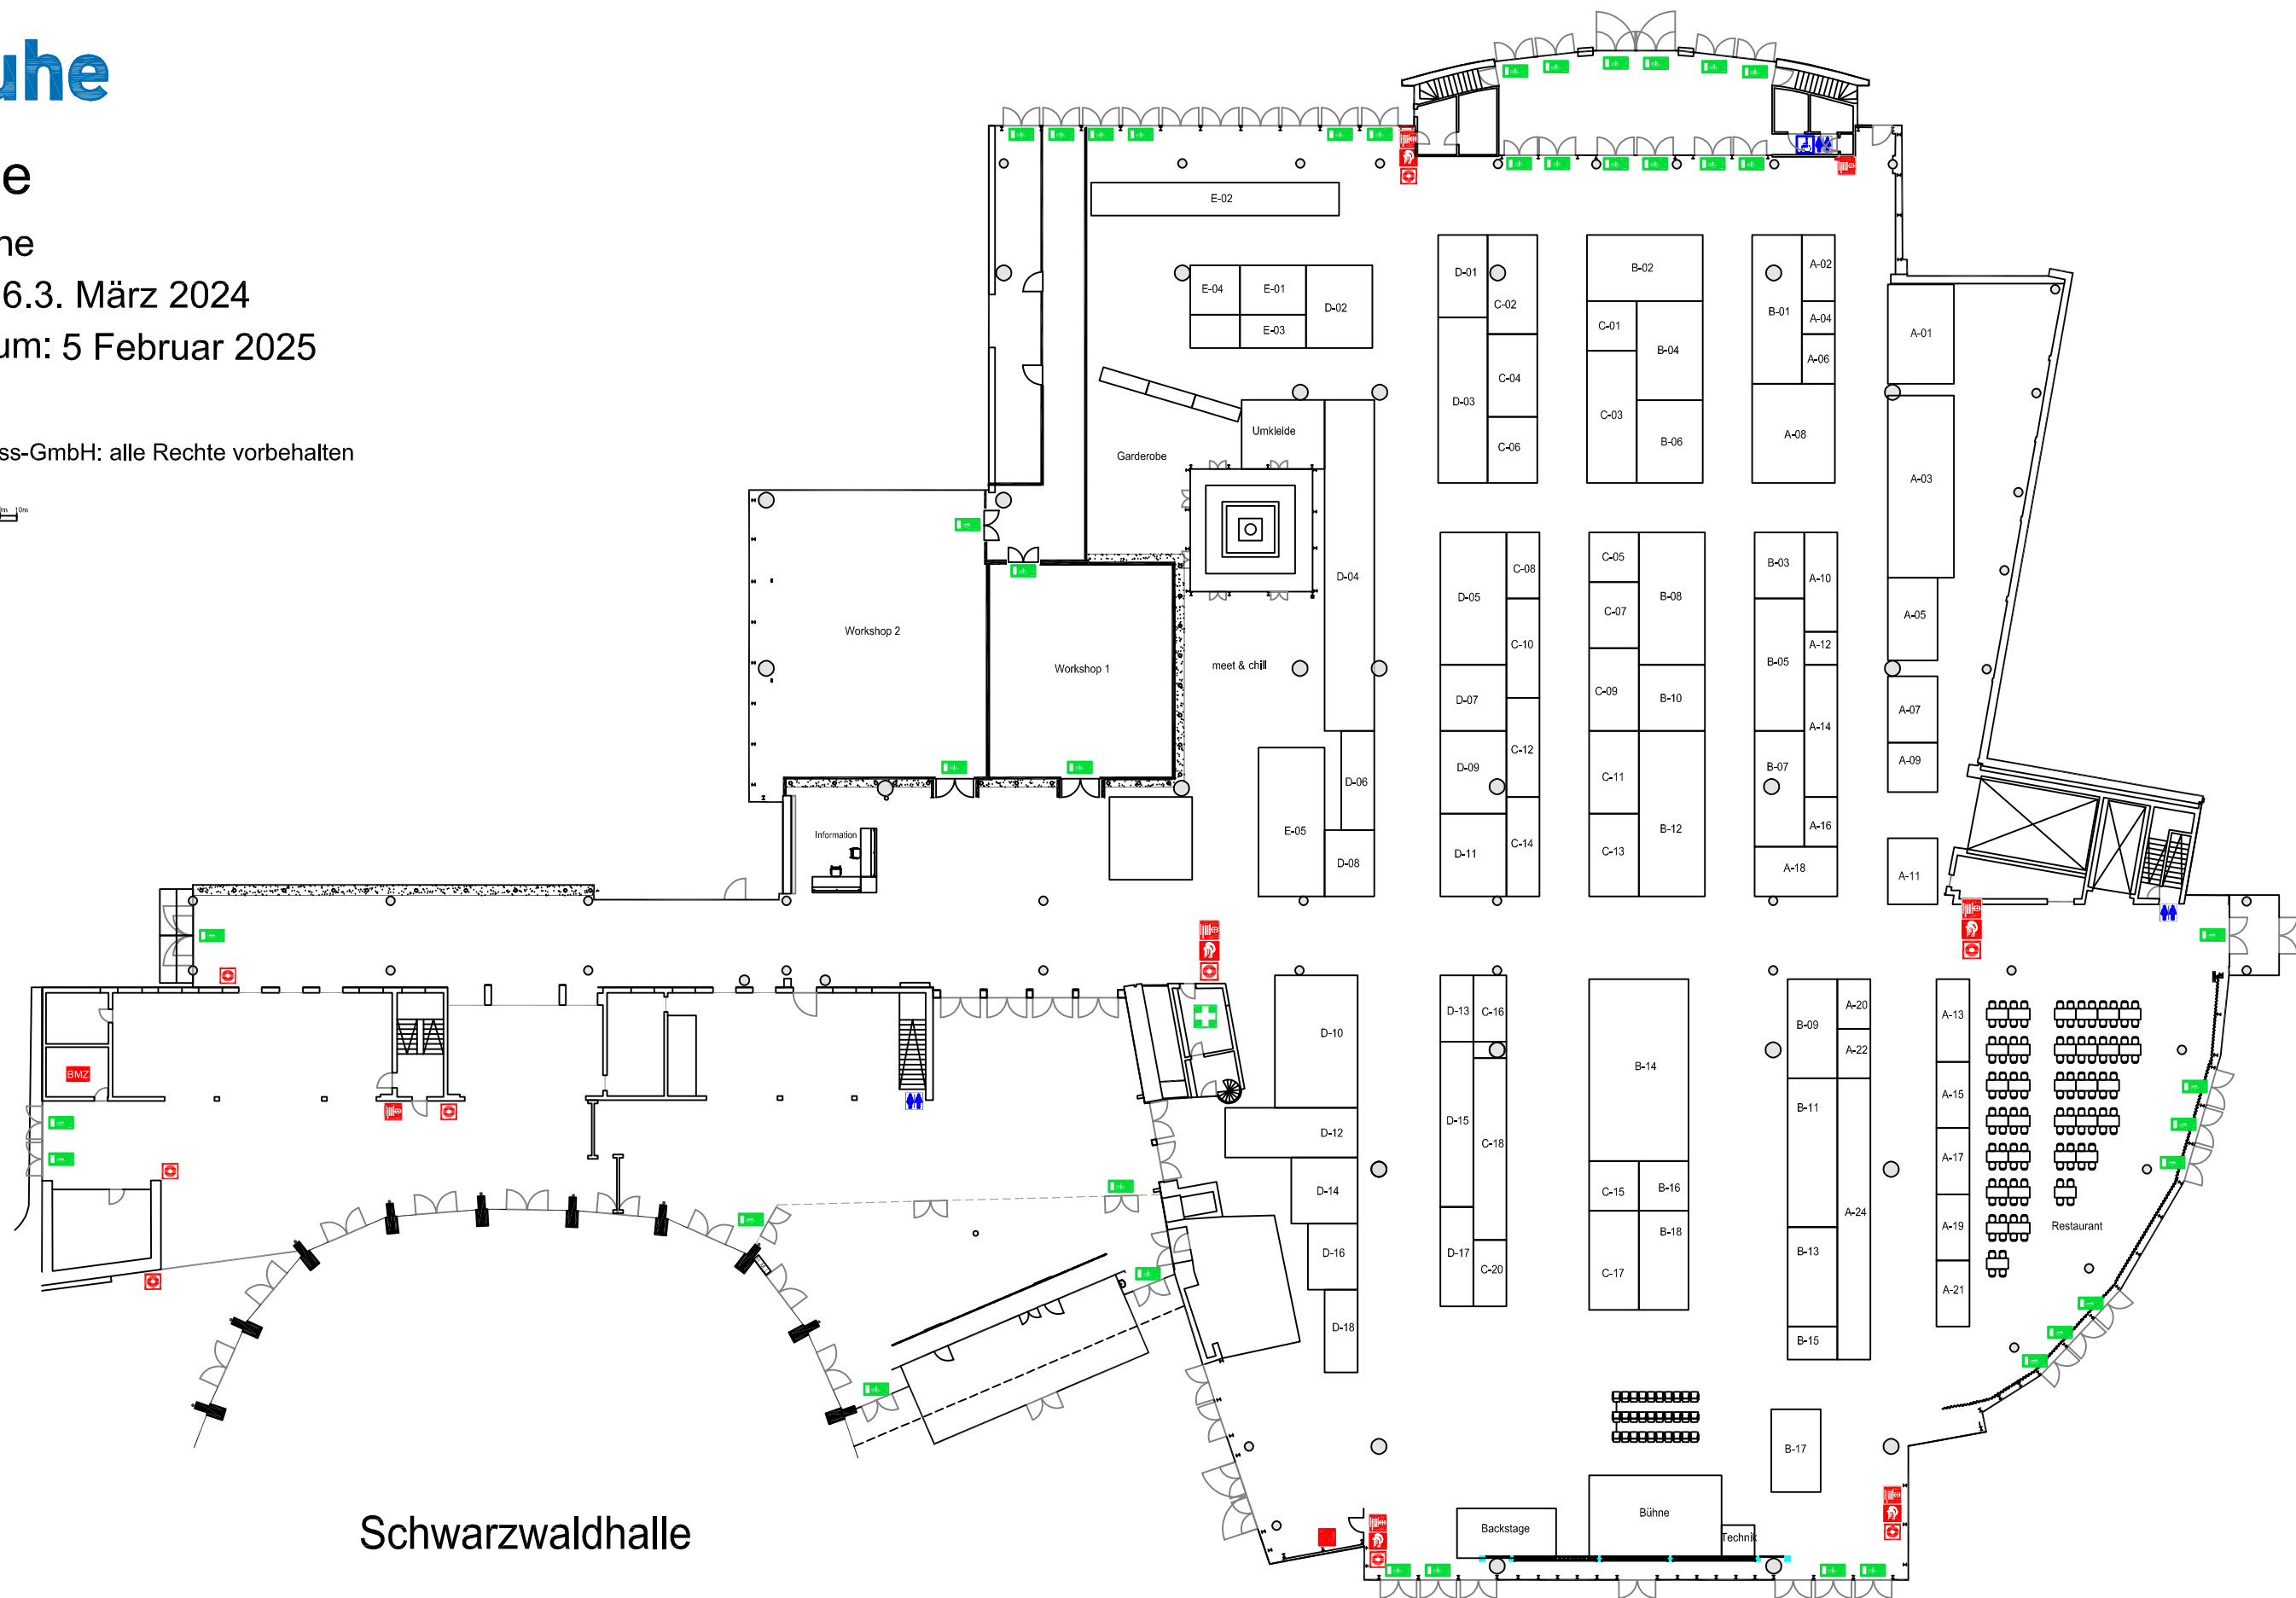 uhe
e
ne
6.3. März 2024
um: 5 Februar 2025
ss-GmbH: alle Rechte vorbehalten
10m
E-02
D-01
C-02
B-02
B-01
A-02
E-04
E-01
D-02
C-01
A-04
A-01
E-03
B-04
A-06
C-04
D-03
C-03
Umkleide
A-08
B-06
C-06
Garderobe
A-03
C-05
B-03
C-08
D-04
A-10
D-05
B-08
C-07
A-05
Workshop 2
C-10
A-12
Workshop 1
meet & chill
B-05
C-09
B-10
D-07
A-07
A-14
C-12
A-09
D-09
B-07
C-11
D-06
Information
E-05
B-12
A-16
C-14
D-11
C-13
D-08
A-18
A-11
D-10
D-13
C-16
A-20
A-13
B-09
A-22
B-14
BMZ
A-15
B-11
D-12
D-15
C-18
A-17
D-14
C-15
B-16
A-24
A-19
Restaurant
B-18
D-16
D-17
B-13
C-20
C-17
A-21
D-18
B-15
B-17
Schwarzwaldhalle
Backstage
Bühne
Technik